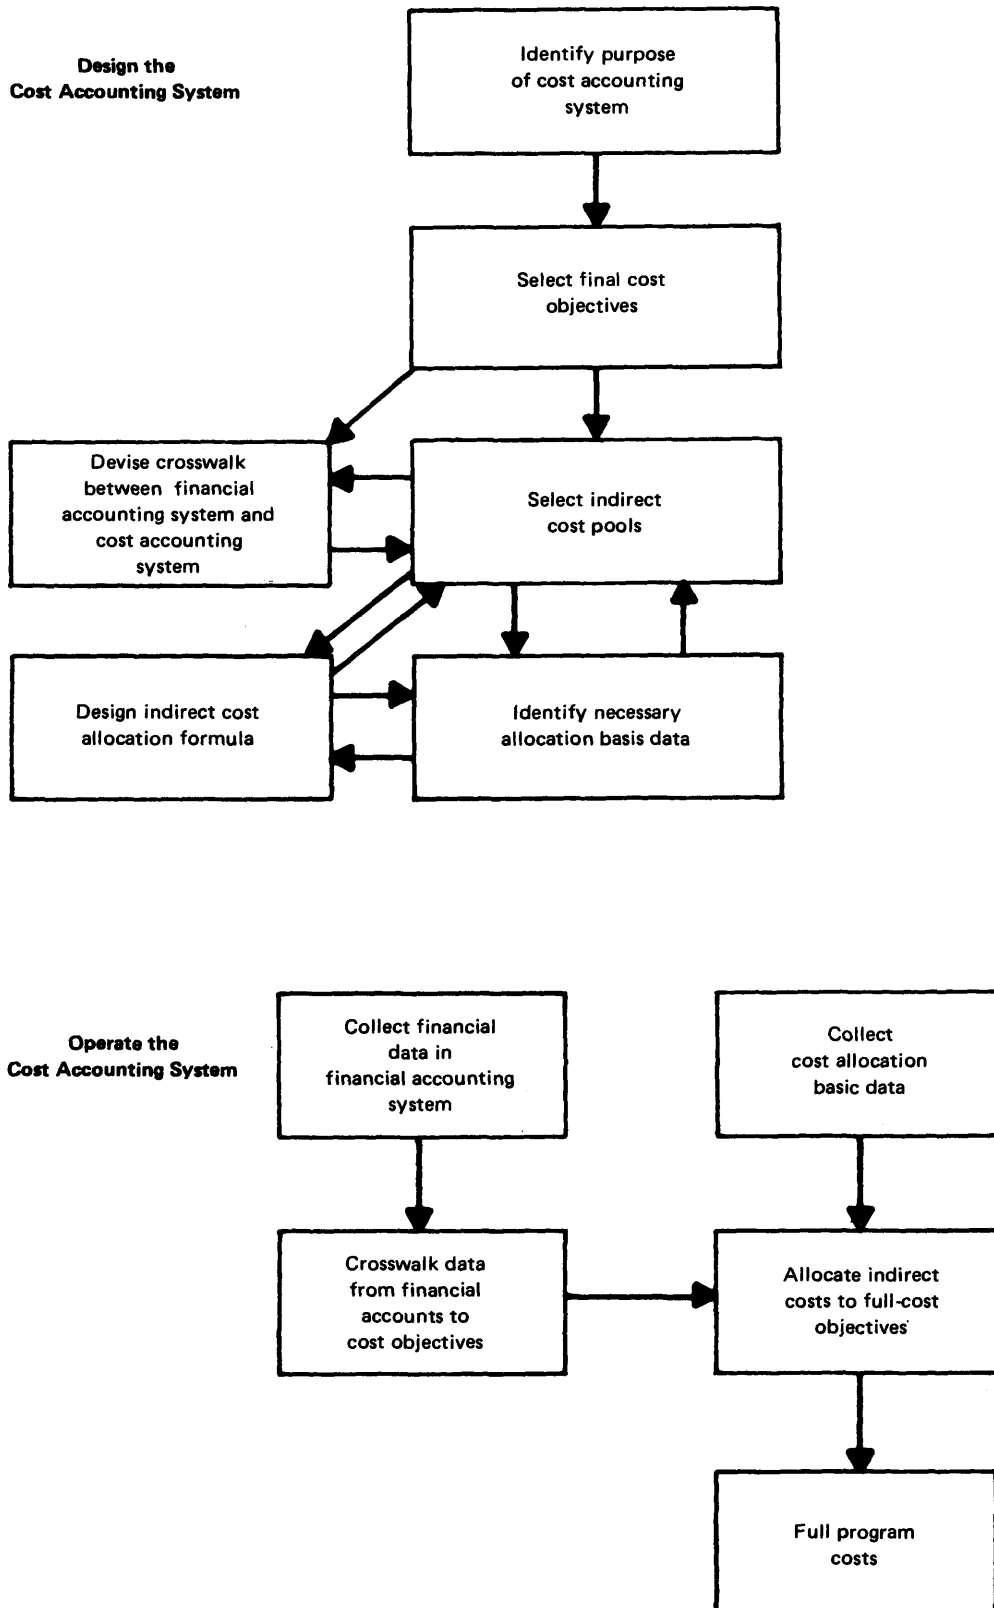 Design the
Cost Accounting System
Identify purpose
of cost accounting
system
Select final cost
objectives
Devise crosswalk
between financial
accounting system and
cost accounting
system
Select indirect
cost pools
Design indirect cost
allocation formula
Identify necessary
allocation basis data
Operate the
Cost Accounting System
Collect financial
data in
financial accounting
system
Collect
cost allocation
basic data
Crosswalk data
from financial
accounts to
cost objectives
Allocate indirect
costs to full-cost
objectives
Full program
costs